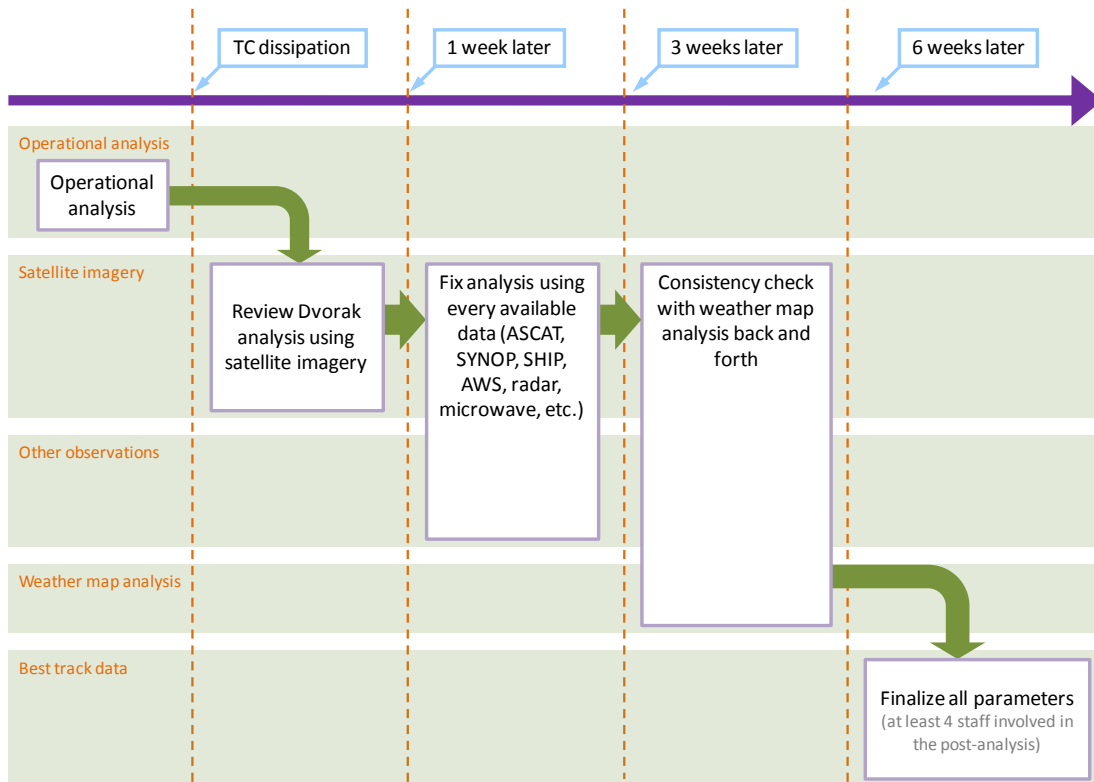 TC dissipation
1 week later
3 weeks later
6 weeks later
Operational analysis
Operational
analysis
Satellite imagery
Review Dvorak
analysis using
satellite imagery
Fix analysis using
every available
data (ASCAT,
SYNOP, SHIP,
AWS, radar,
microwave, etc.)
Consistency check
with weather map
analysis back and
forth
Other observations
Weather map analysis
Best track data
Finalize all parameters
(at least 4 staff involved in
the post-analysis)